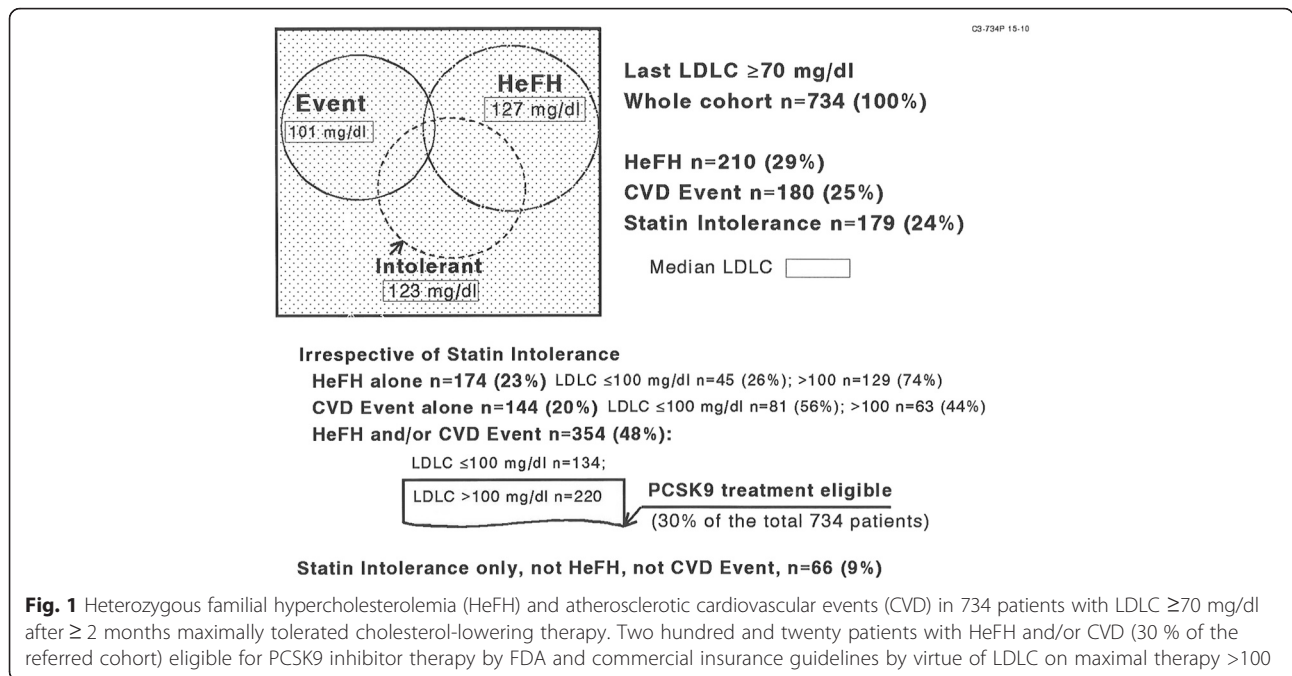 C3-734P 15-10
Event
101 mg/dl
HeFH
127 mg/dl
Intolerant
123 mg/dl
Last LDLC ≥70 mg/dl
Whole cohort n=734 (100%)
HeFH n=210 (29%)
CVD Event n=180 (25%)
Statin Intolerance n=179 (24%)
Median LDLC
Irrespective of Statin Intolerance
HeFH alone n=174 (23%) LDLC ≤100 mg/dl n=45 (26%); >100 n=129 (74%)
CVD Event alone n=144 (20%) LDLC ≤100 mg/dl n=81 (56%); >100 n=63 (44%)
HeFH and/or CVD Event n=354 (48%):
LDLC ≤100 mg/dl n=134;
LDLC >100 mg/dl n=220
PCSK9 treatment eligible
(30% of the total 734 patients)
Statin Intolerance only, not HeFH, not CVD Event, n=66 (9%)
Fig. 1 Heterozygous familial hypercholesterolemia (HeFH) and atherosclerotic cardiovascular events (CVD) in 734 patients with LDLC ≥70 mg/dl
after ≥ 2 months maximally tolerated cholesterol-lowering therapy. Two hundred and twenty patients with HeFH and/or CVD (30 % of the
referred cohort) eligible for PCSK9 inhibitor therapy by FDA and commercial insurance guidelines by virtue of LDLC on maximal therapy >100